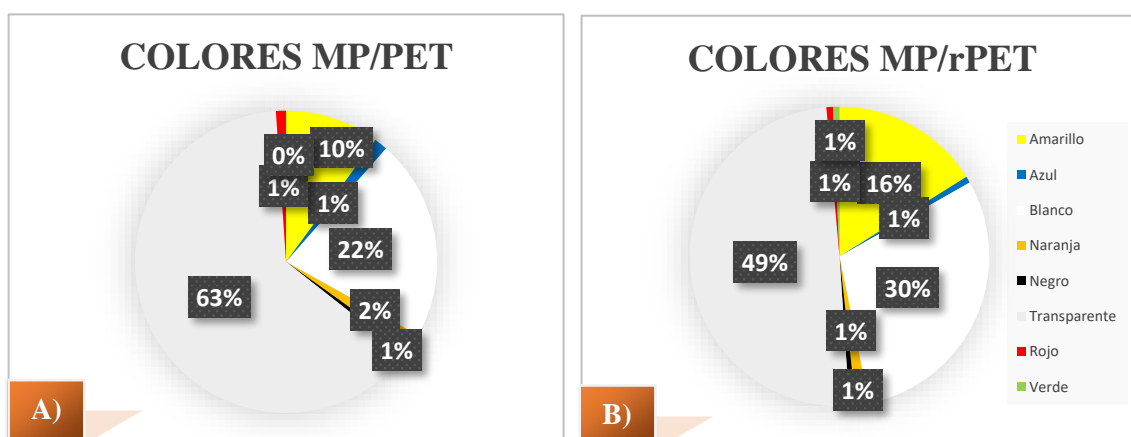 COLORES MP/PET
0%
10%
1%
1%
22%
63%
2%
1%
A)
COLORES MP/rPET
1%
1%
16%
1%
49%
30%
1%
1%
B)
Amarillo
Azul
Blanco
Naranja
Negro
Transparente
Rojo
Verde